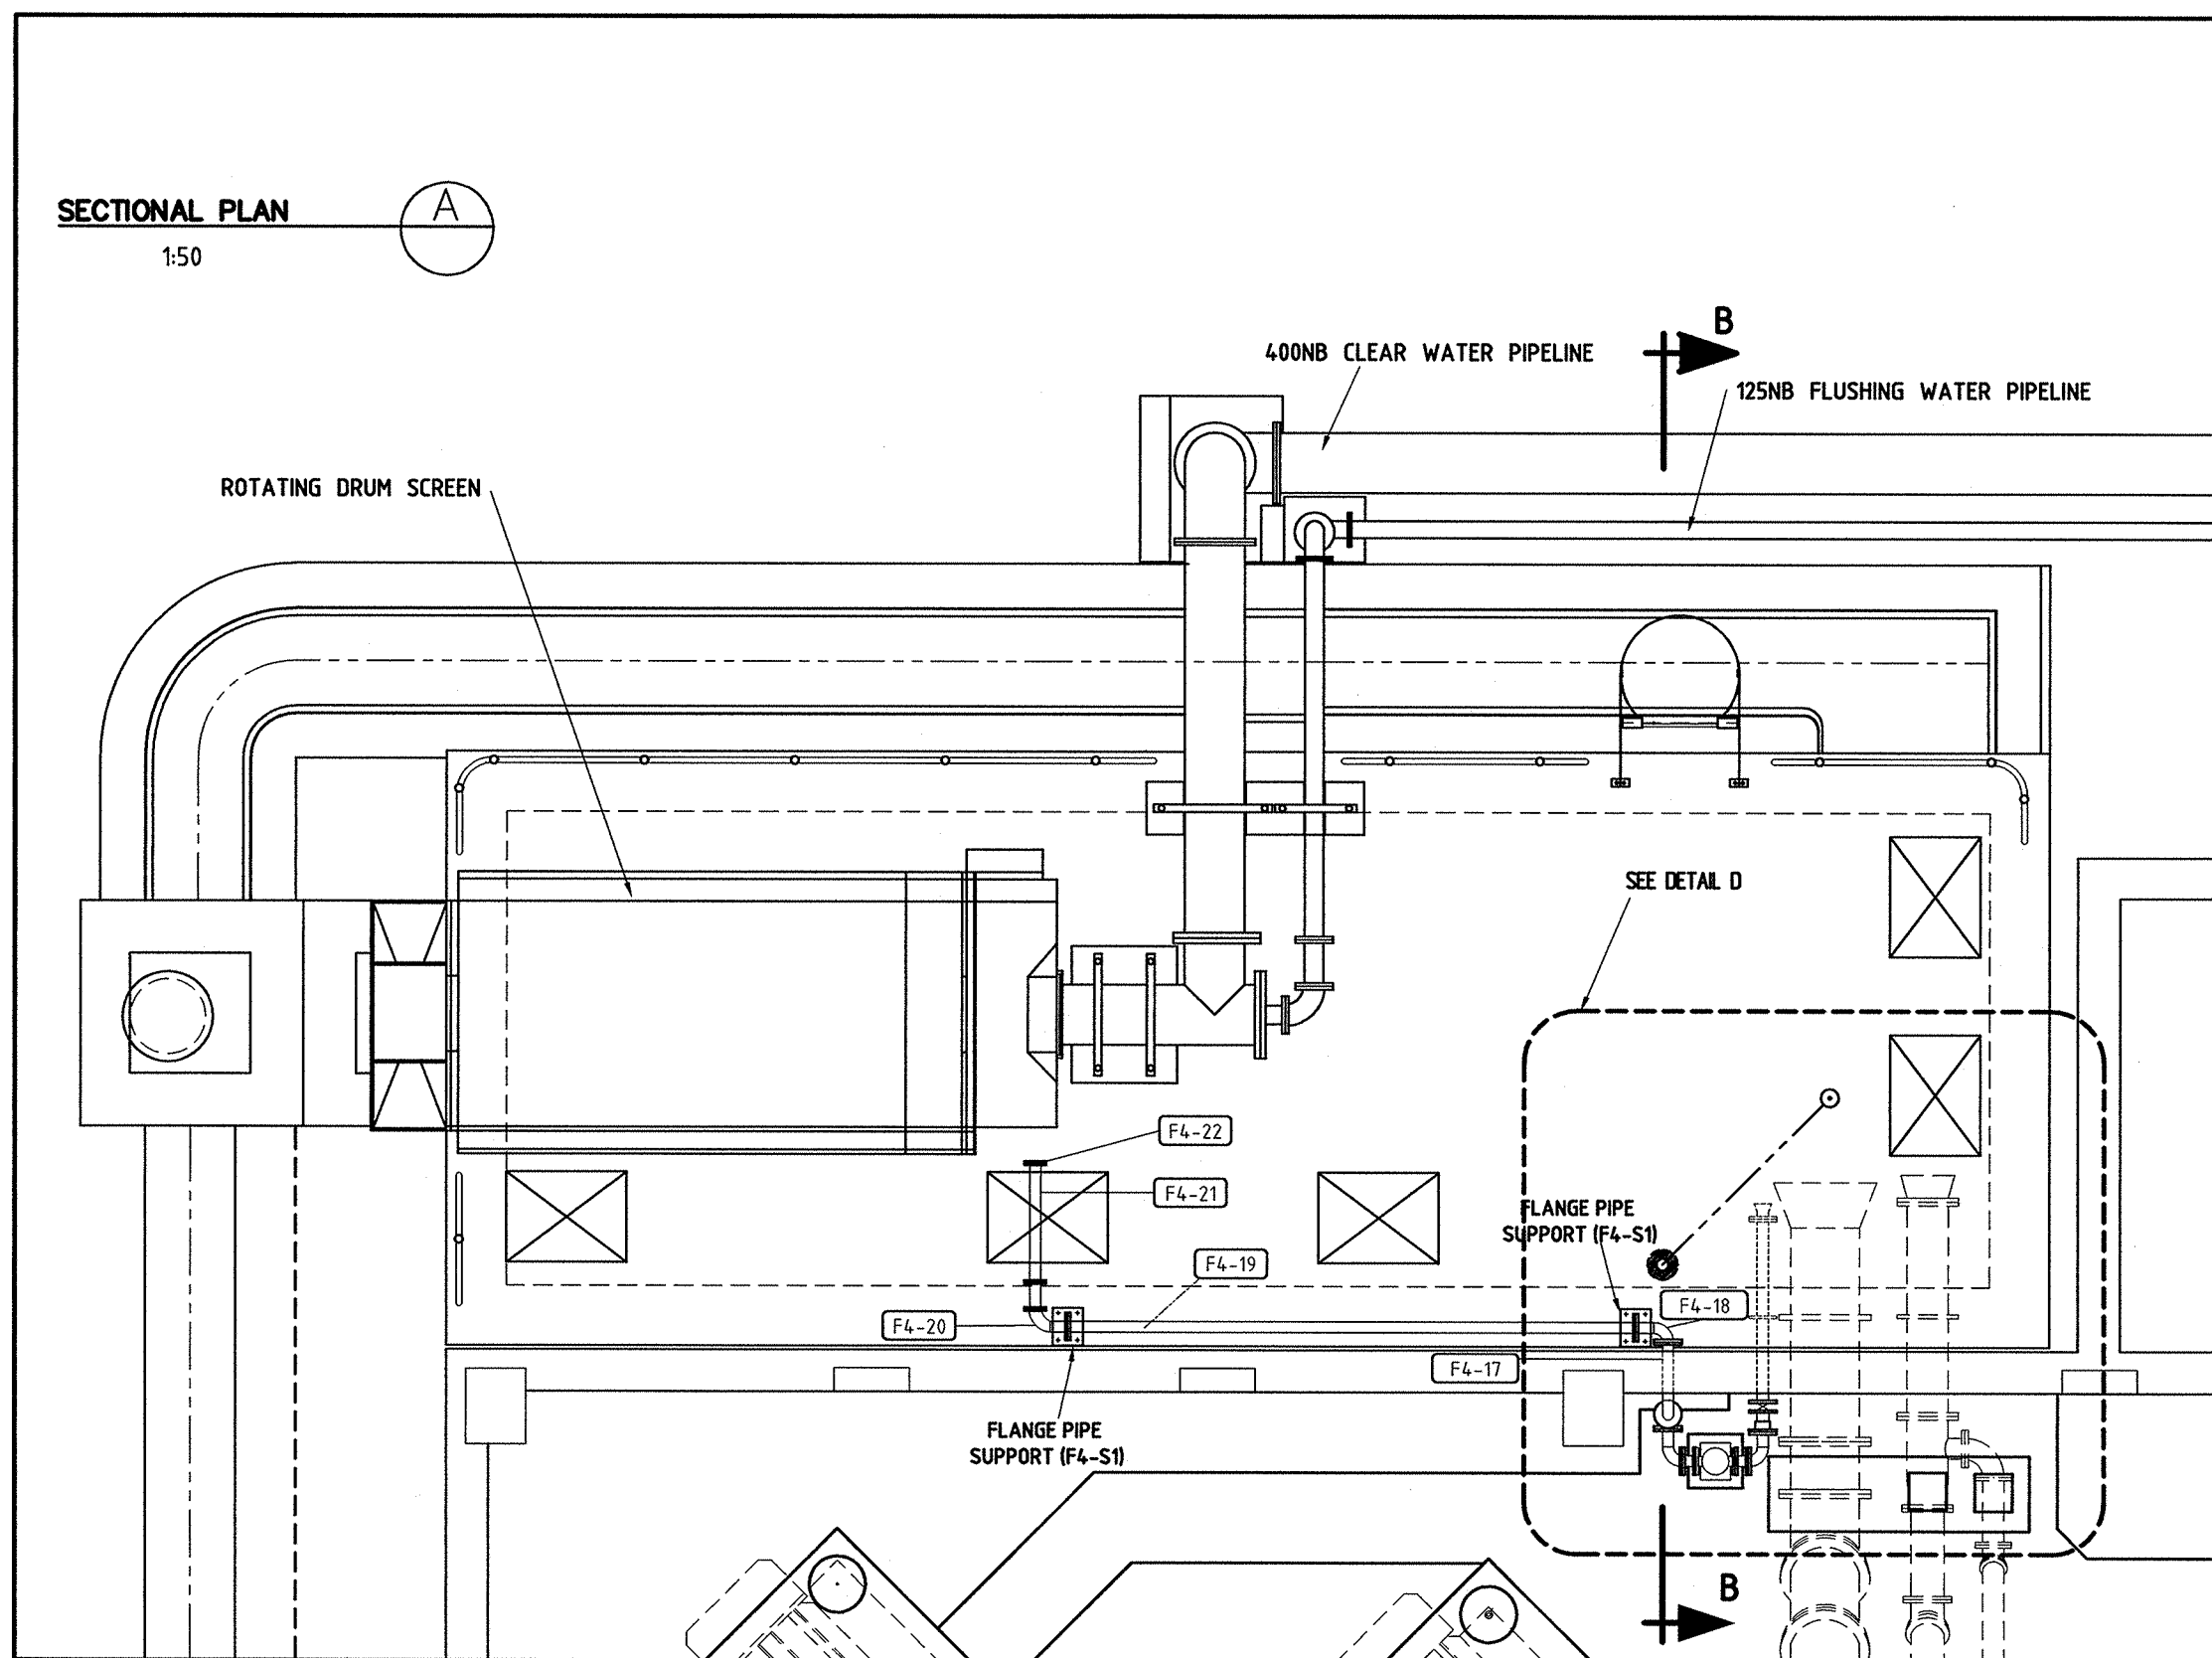 SECTIONAL PLAN
A
1:50
B
400NB CLEAR WATER PIPELINE
125NB FLUSHING WATER PIPELINE
ROTATING DRUM SCREEN
SEE DETAIL D
F4-22
F4-21
FLANGE PIPE
SUPPORT (F4-S1)
F4-19
F4-18
F4-20
F4-17
FLANGE PIPE
SUPPORT (F4-S1)
B